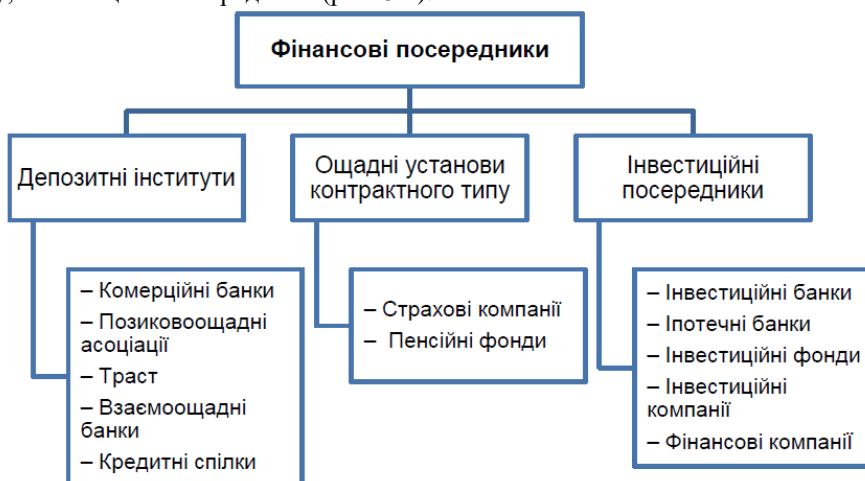 Фінансові посередники
Депозитні інститути
Ощадні установи
контрактного типу
Інвестиційні
посередники
– Комерційні банки
– Позиковоощадні
асоціації
– Траст
– Взаємоощадні
банки
– Кредитні спілки
– Страхові компанії
– Пенсійні фонди
– Інвестиційні банки
– Іпотечні банки
– Інвестиційні фонди
– Інвестиційні
компанії
– Фінансові компанії